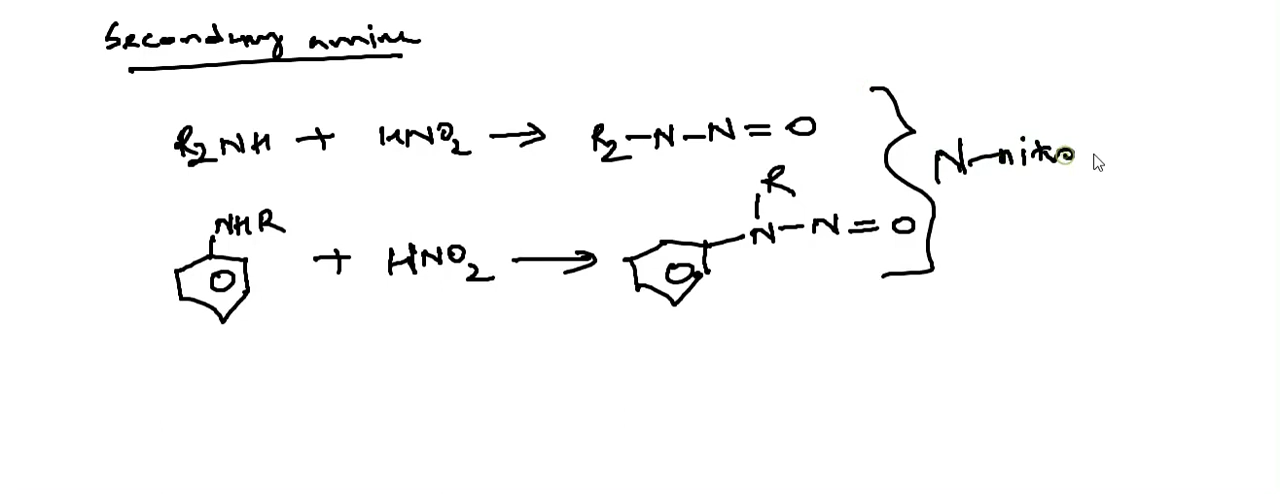 Secondary amine
R₂NH + HNO₂ → R₂-N-N=O
NHR + HNO₂ → R N-N=O
N-nitro